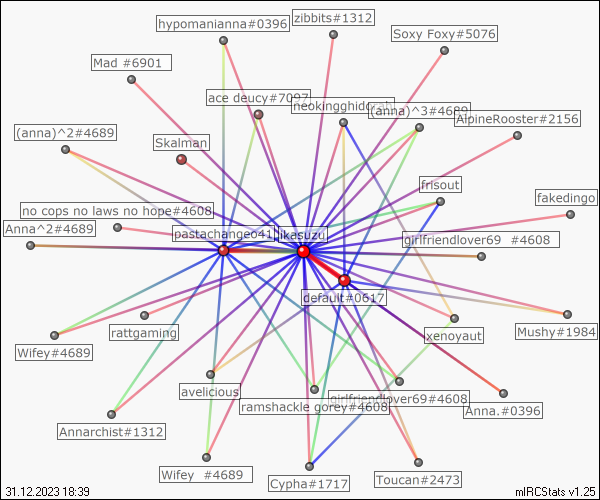 hypomanianna#0396
zibbits#1312
Soxy Foxy#5076
Mad #6901
ace deucy#7097
neokingghidorah
(anna)^3#4689
AlpineRooster#2156
(anna)^2#4689
Skalman
frisout
fakedingo
no cops no laws no hope#4608
Anna^2#4689
pastachangeo41
ikasuzu
girlfriendlover69 #4608
default#0617
rattgaming
Mushy#1984
Wifey#4689
xenoyaut
avelicious
girlfriendlover69#4608
ramshackle gorey#4608
Anna.#0396
Annarchist#1312
Wifey #4689
Cypha#1717
Toucan#2473
31.12.2023 18:39
mIRCStats v1.25